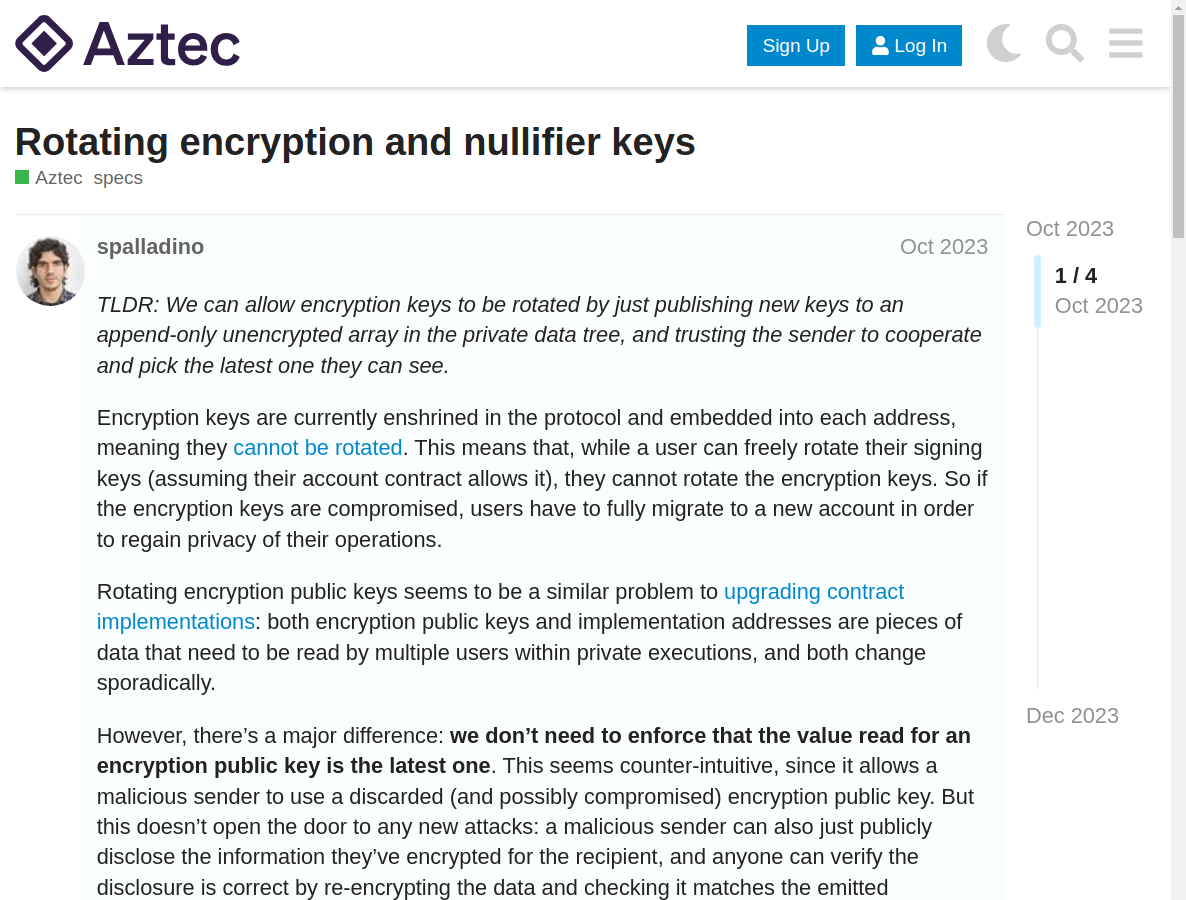 Aztec
Sign Up
Log In
Rotating encryption and nullifier keys
Aztec specs
spalladino
Oct 2023
TLDR: We can allow encryption keys to be rotated by just publishing new keys to an
append-only unencrypted array in the private data tree, and trusting the sender to cooperate
and pick the latest one they can see.
Encryption keys are currently enshrined in the protocol and embedded into each address,
meaning they cannot be rotated. This means that, while a user can freely rotate their signing
keys (assuming their account contract allows it), they cannot rotate the encryption keys. So if
the encryption keys are compromised, users have to fully migrate to a new account in order
to regain privacy of their operations.
Rotating encryption public keys seems to be a similar problem to upgrading contract
implementations: both encryption public keys and implementation addresses are pieces of
data that need to be read by multiple users within private executions, and both change
sporadically.
However, there’s a major difference: we don’t need to enforce that the value read for an
encryption public key is the latest one. This seems counter-intuitive, since it allows a
malicious sender to use a discarded (and possibly compromised) encryption public key. But
this doesn’t open the door to any new attacks: a malicious sender can also just publicly
disclose the information they’ve encrypted for the recipient, and anyone can verify the
disclosure is correct by re-encrypting the data and checking it matches the emitted
Oct 2023
1 / 4
Oct 2023
Dec 2023